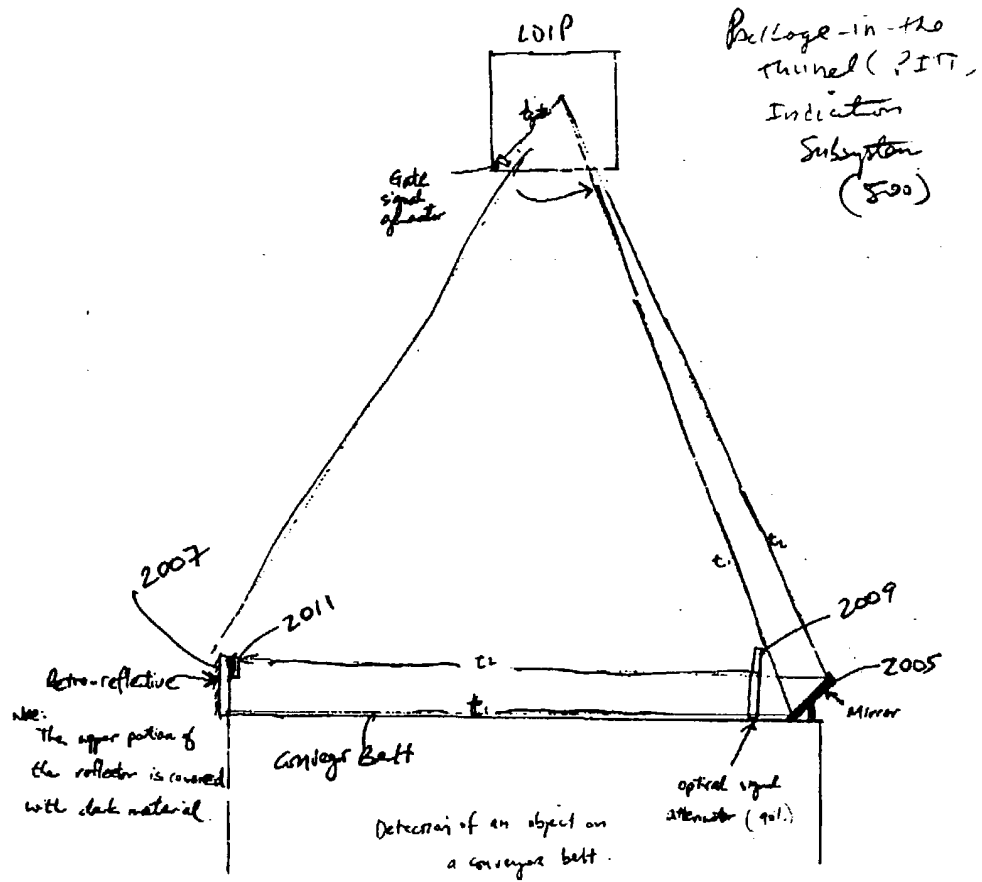 LDIP
Package-in-the
tunnel (PIT)
Indication
Subsystem
(500)
Gate
signal
generator
t1
t2
2007
2011
2009
2005
Retro-reflective
t2
t1
Mirror
Note:
The upper portion of
the reflector is covered
with dark material.
Conveyor Belt
optical signal
attenuator (90%)
Detection of an object on
a conveyor belt.